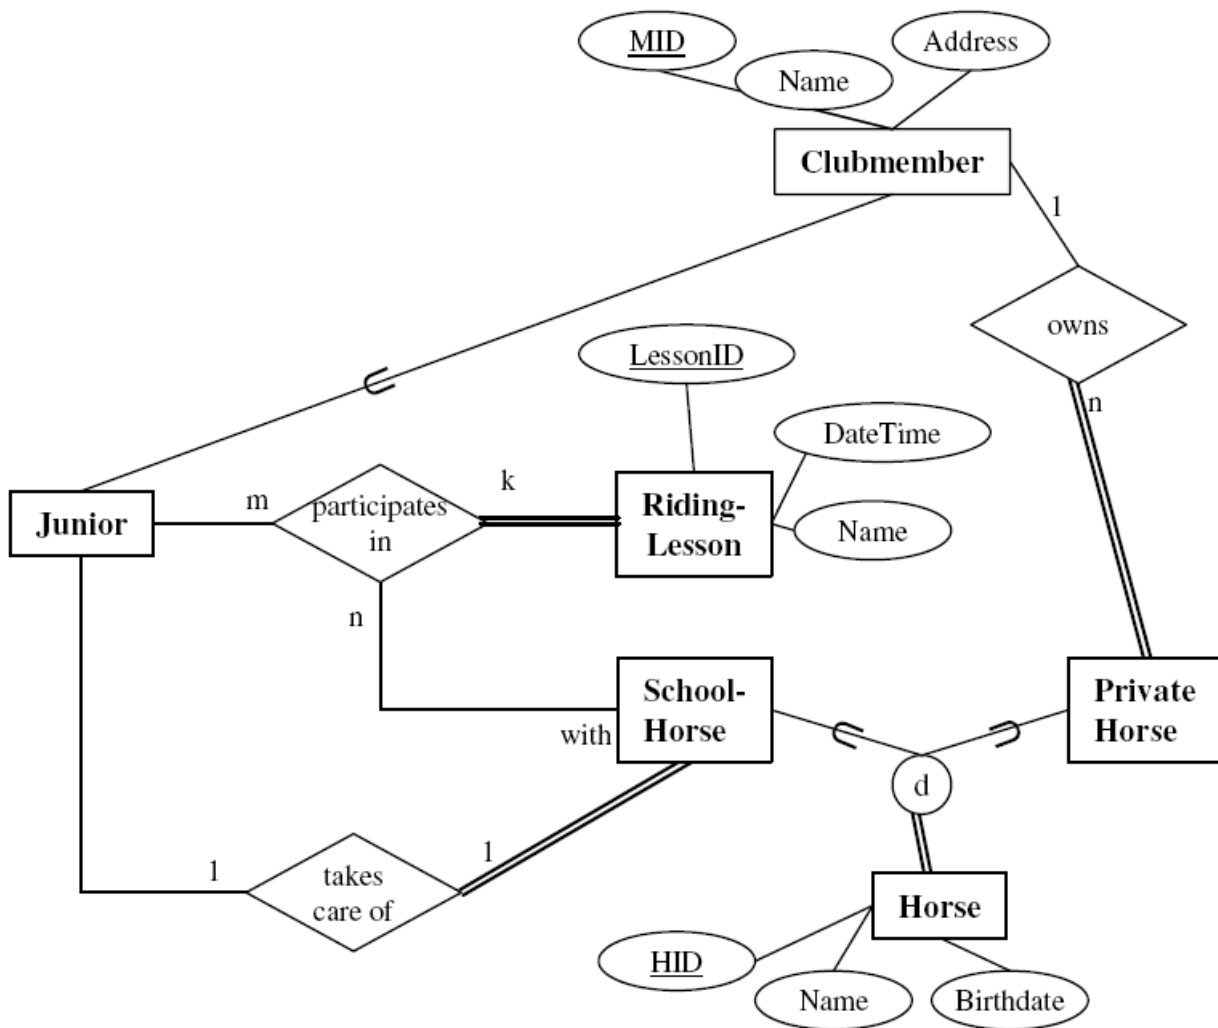 MID
Name
Address
Clubmember
1
owns
n
LessonID
DateTime
Name
Riding-
Lesson
k
participates
in
m
Junior
n
School-
Horse
with
Private
Horse
d
1
takes
care of
1
Horse
HID
Name
Birthdate